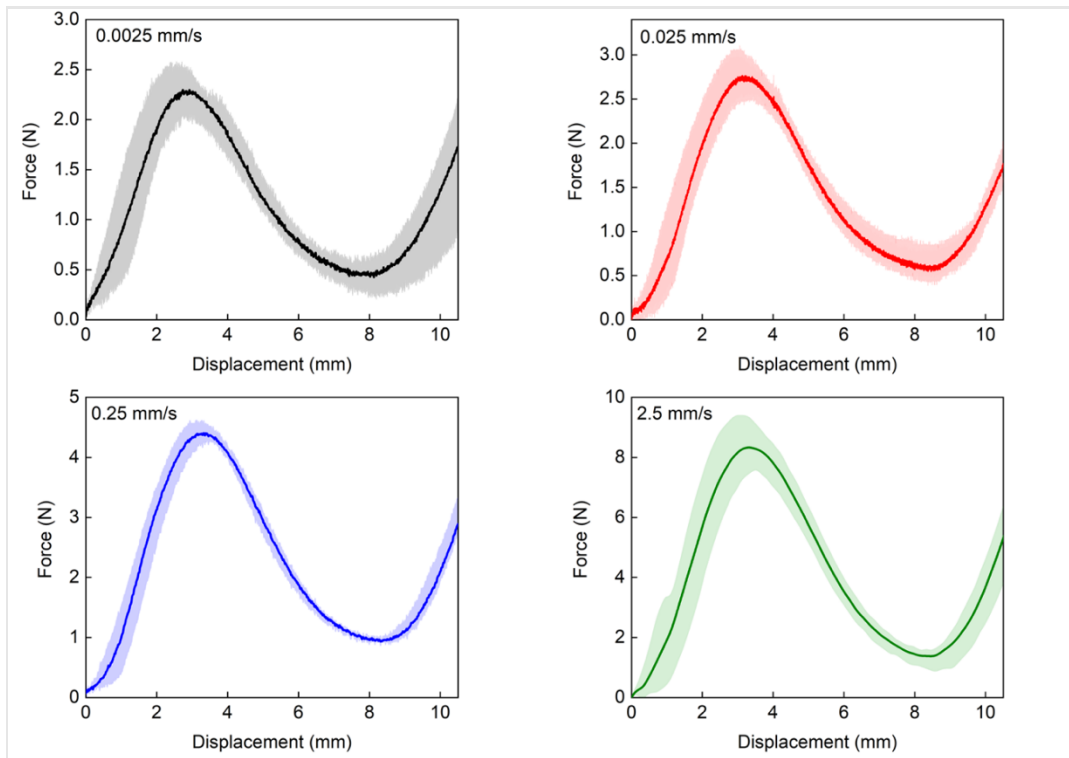 0.0025 mm/s
Force (N)
3.0
2.5
2.0
1.5
1.0
0.5
0.0
0 2 4 6 8 10
Displacement (mm)
0.025 mm/s
Force (N)
3.0
2.5
2.0
1.5
1.0
0.5
0.0
0 2 4 6 8 10
Displacement (mm)
0.25 mm/s
Force (N)
5
4
3
2
1
0
0 2 4 6 8 10
Displacement (mm)
2.5 mm/s
Force (N)
10
8
6
4
2
0
0 2 4 6 8 10
Displacement (mm)